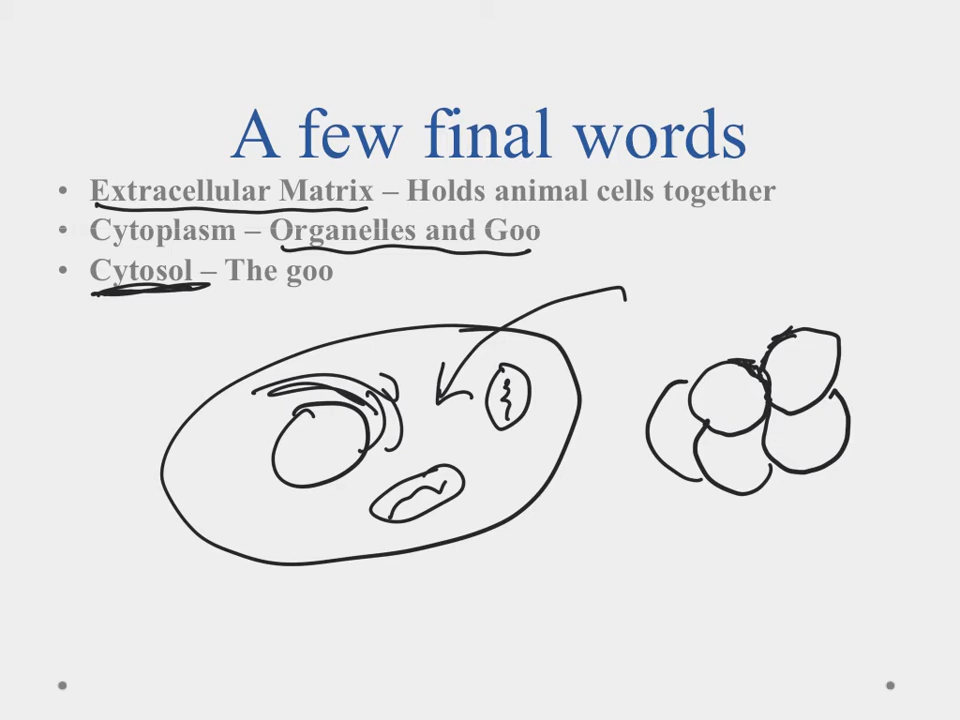 A few final words
• Extracellular Matrix – Holds animal cells together
• Cytoplasm – Organelles and Goo
• Cytosol – The goo